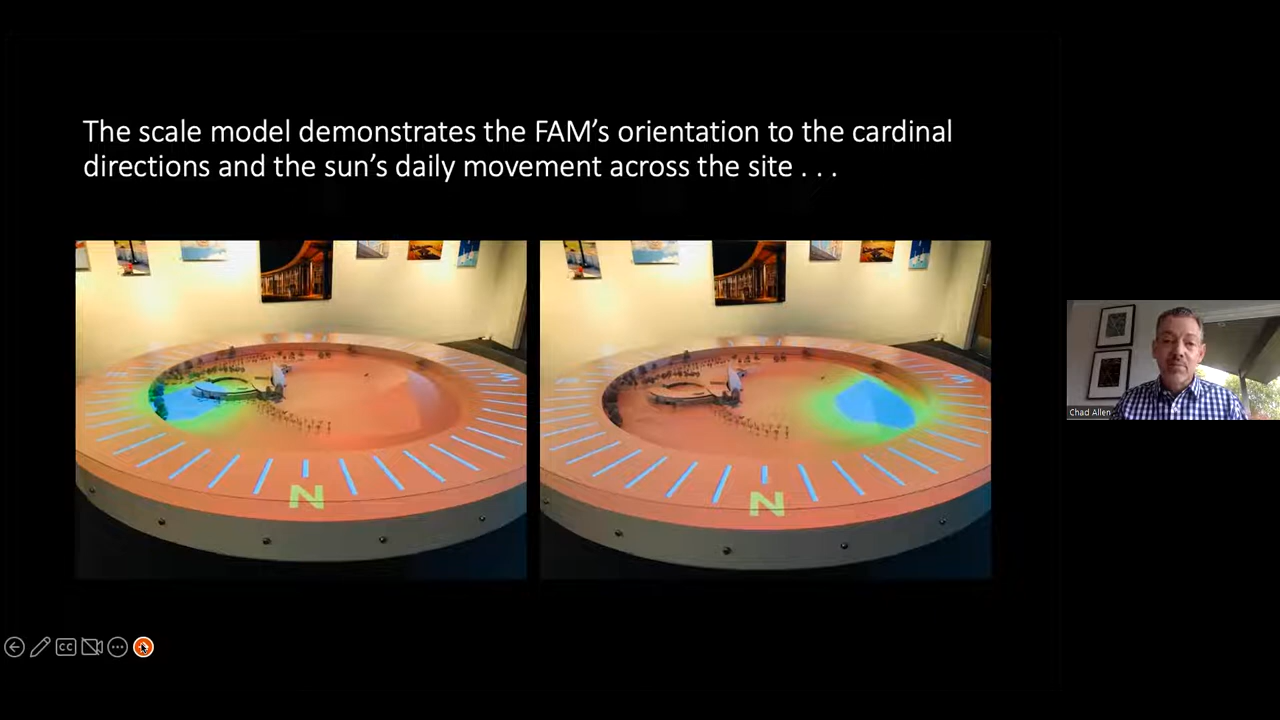 The scale model demonstrates the FAM’s orientation to the cardinal
directions and the sun’s daily movement across the site . . .
N
N
Chad Allen
CC